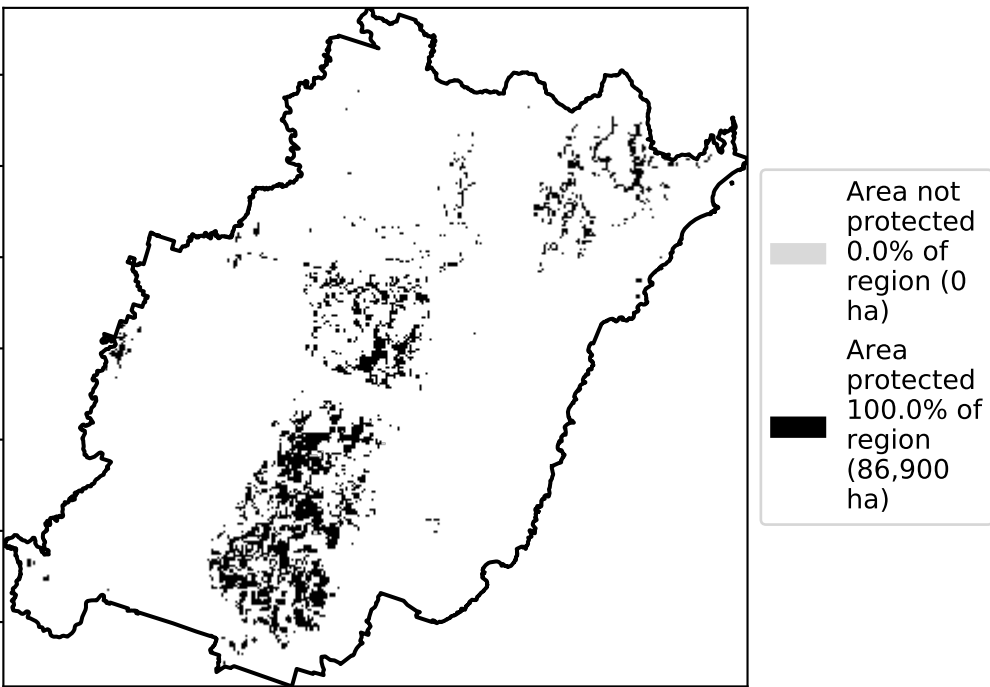 Area not
protected
0.0% of
region (0
ha)
Area
protected
100.0% of
region
(86,900
ha)